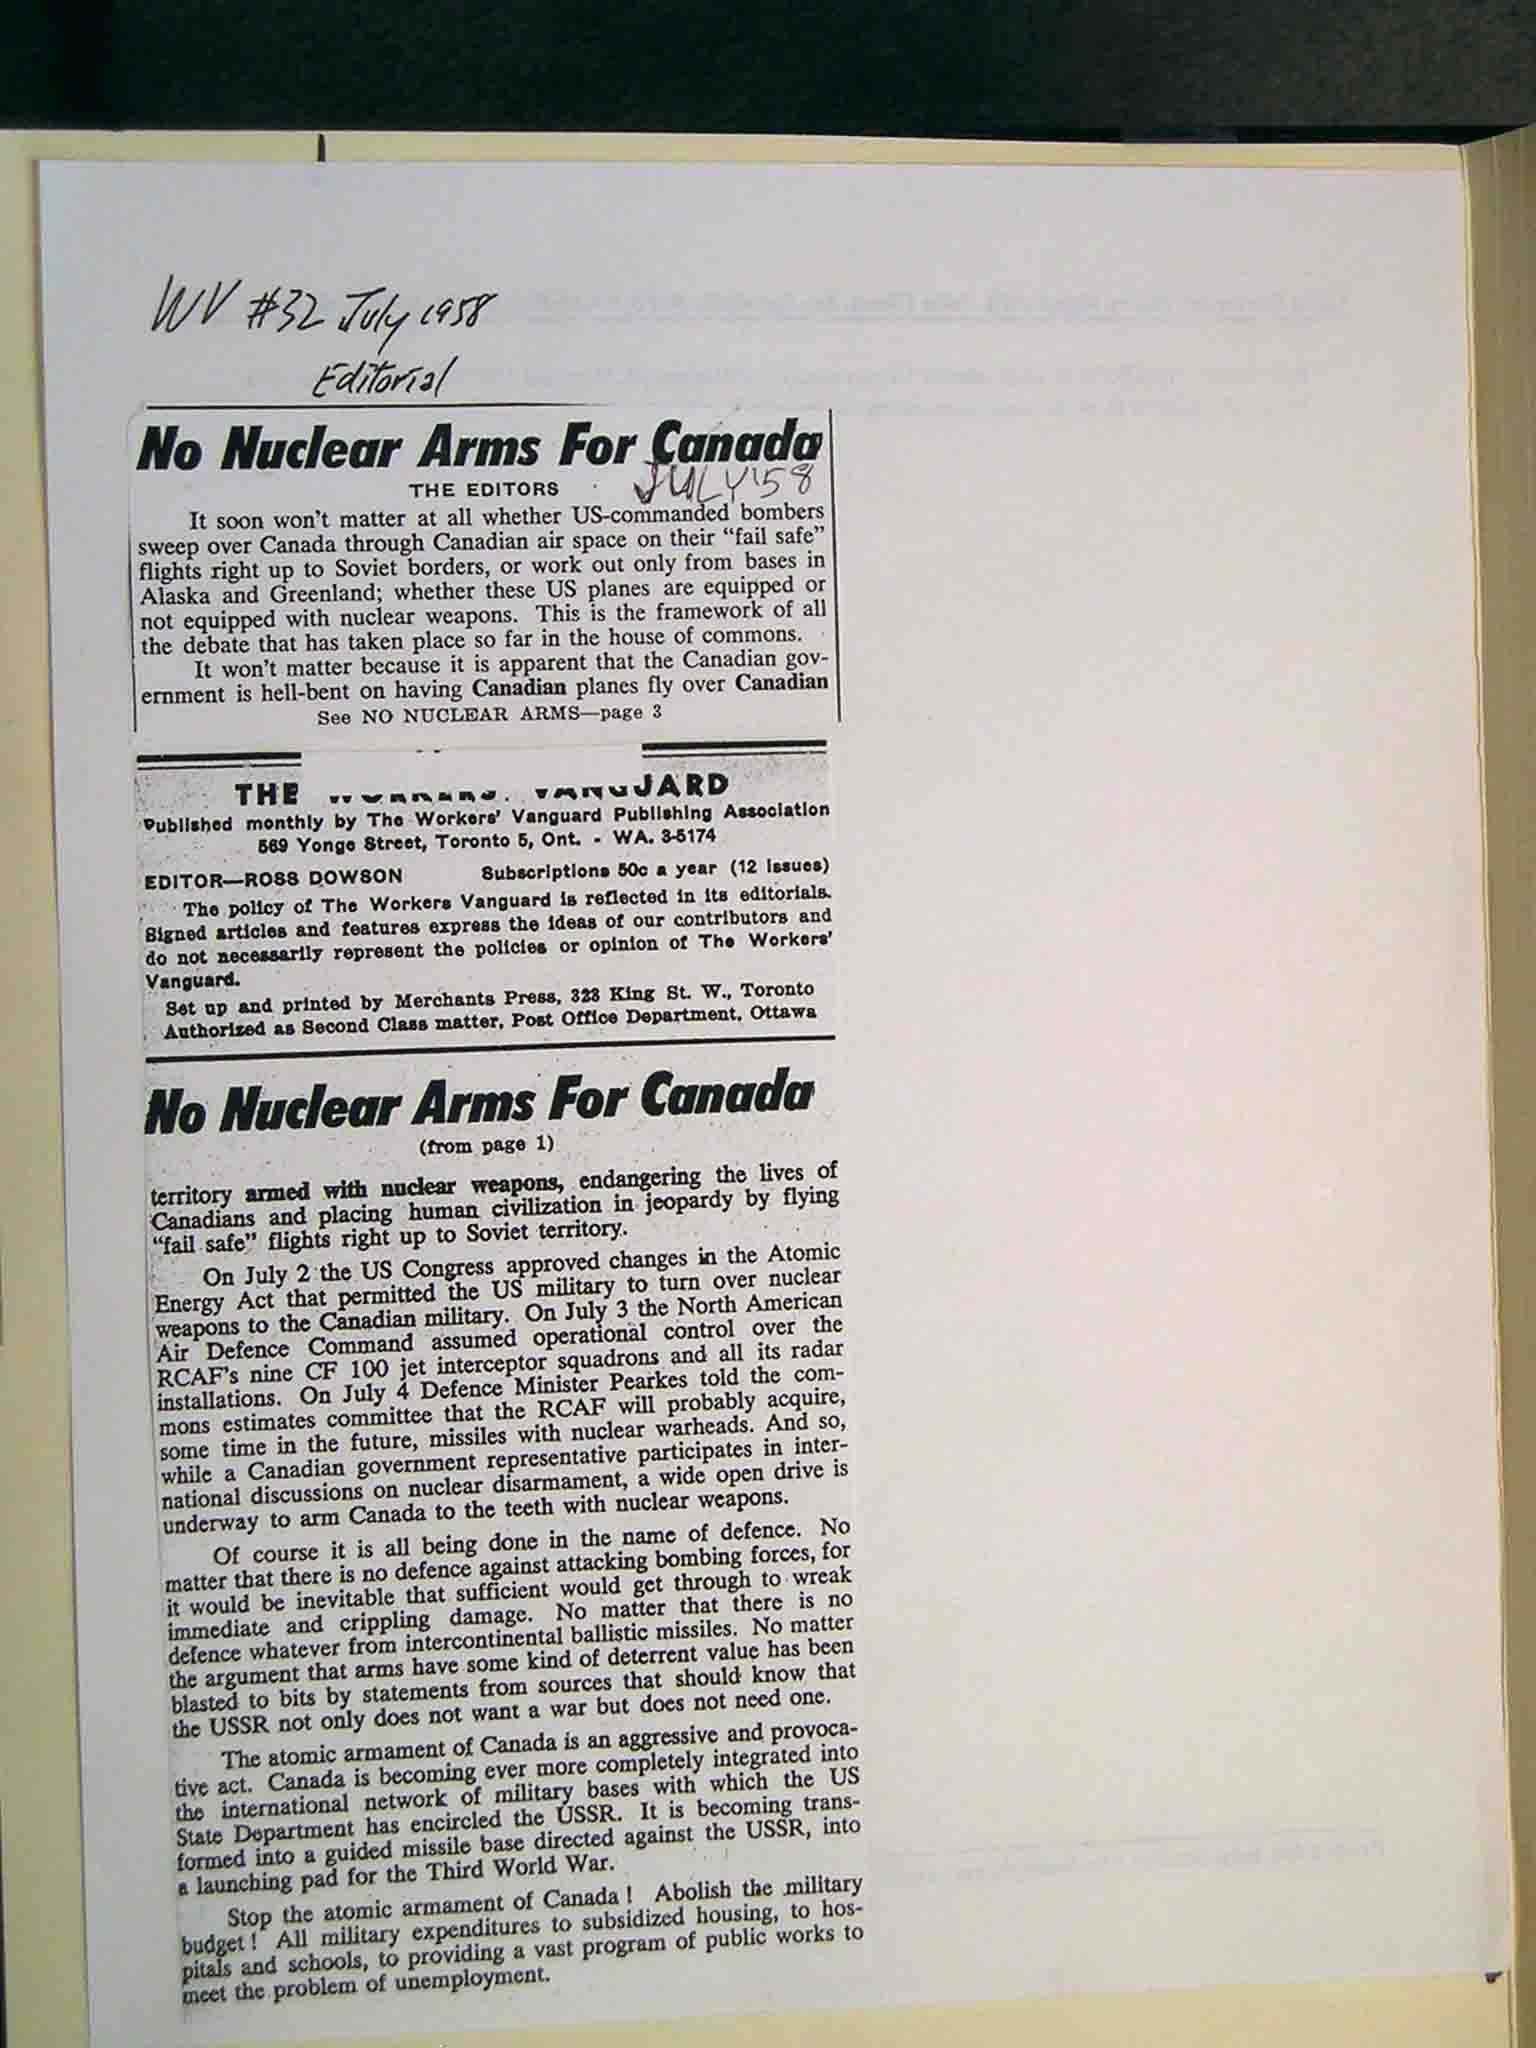 WV #32 July 1958
Editorial
No Nuclear Arms For Canada
THE EDITORS
JULY '58
It soon won't matter at all whether US-commanded bombers
sweep over Canada through Canadian air space on their “fail safe”
flights right up to Soviet borders, or work out only from bases in
Alaska and Greenland; whether these US planes are equipped or
not equipped with nuclear weapons. This is the framework of all
the debate that has taken place so far in the house of commons.
It won't matter because it is apparent that the Canadian gov-
ernment is hell-bent on having Canadian planes fly over Canadian
See NO NUCLEAR ARMS—page 3
THE WORKERS' VANGUARD
Published monthly by The Workers' Vanguard Publishing Association
569 Yonge Street, Toronto 5, Ont. - WA. 3-5174
EDITOR—ROSS DOWSON Subscriptions 50c a year (12 issues)
The policy of The Workers Vanguard is reflected in its editorials.
Signed articles and features express the ideas of our contributors and
do not necessarily represent the policies or opinion of The Workers'
Vanguard.
Set up and printed by Merchants Press, 323 King St. W., Toronto
Authorized as Second Class matter, Post Office Department, Ottawa
No Nuclear Arms For Canada
(from page 1)
territory armed with nuclear weapons, endangering the lives of
Canadians and placing human civilization in jeopardy by flying
“fail safe” flights right up to Soviet territory.
On July 2 the US Congress approved changes in the Atomic
Energy Act that permitted the US military to turn over nuclear
weapons to the Canadian military. On July 3 the North American
Air Defence Command assumed operational control over the
RCAF's nine CF 100 jet interceptor squadrons and all its radar
installations. On July 4 Defence Minister Pearkes told the com-
mons estimates committee that the RCAF will probably acquire,
some time in the future, missiles with nuclear warheads. And so,
while a Canadian government representative participates in inter-
national discussions on nuclear disarmament, a wide open drive is
underway to arm Canada to the teeth with nuclear weapons.
Of course it is all being done in the name of defence. No
matter that there is no defence against attacking bombing forces, for
it would be inevitable that sufficient would get through to wreak
immediate and crippling damage. No matter that there is no
defence whatever from intercontinental ballistic missiles. No matter
the argument that arms have some kind of deterrent value has been
blasted to bits by statements from sources that should know that
the USSR not only does not want a war but does not need one.
The atomic armament of Canada is an aggressive and provoca-
tive act. Canada is becoming ever more completely integrated into
the international network of military bases with which the US
State Department has encircled the USSR. It is becoming trans-
formed into a guided missile base directed against the USSR, into
a launching pad for the Third World War.
Stop the atomic armament of Canada! Abolish the military
budget! All military expenditures to subsidized housing, to hos-
pitals and schools, to providing a vast program of public works to
meet the problem of unemployment.